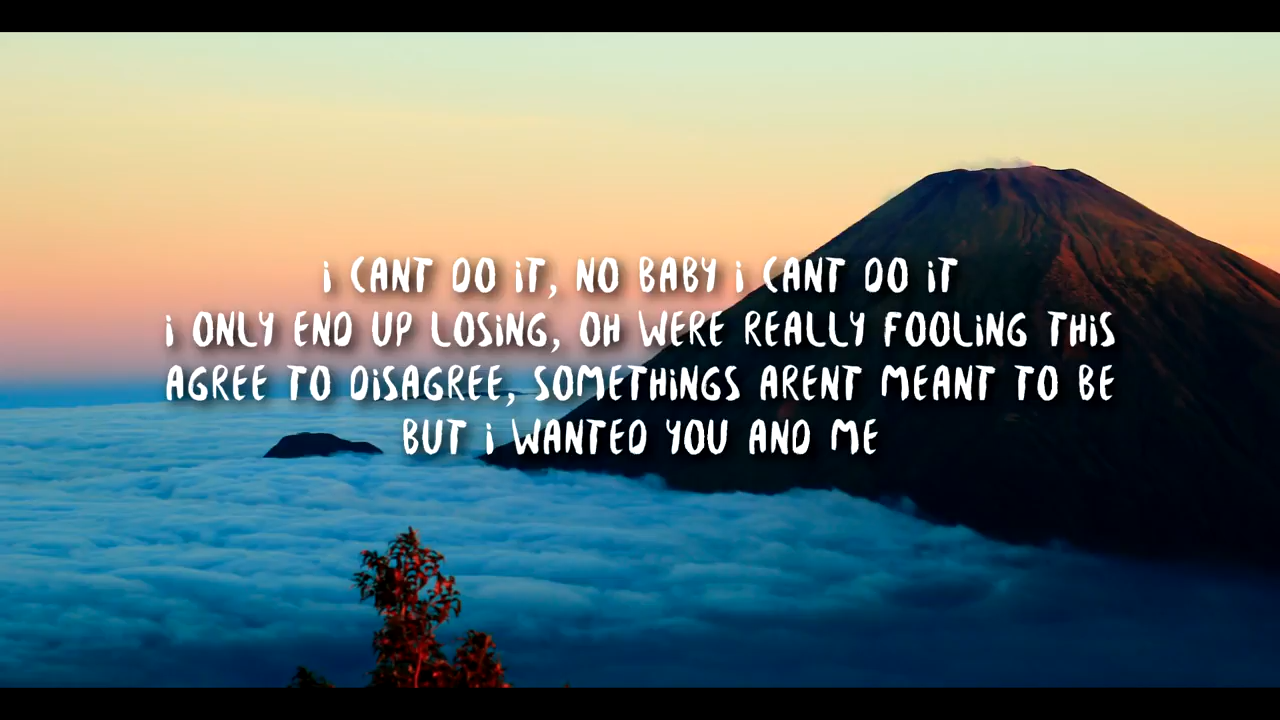 I CANT DO IT, NO BABY I CANT DO IT
I ONLY END UP LOSING, OH WERE REALLY FOOLING THIS
AGREE TO DISAGREE, SOMETHINGS ARENT MEANT TO BE
BUT I WANTED YOU AND ME